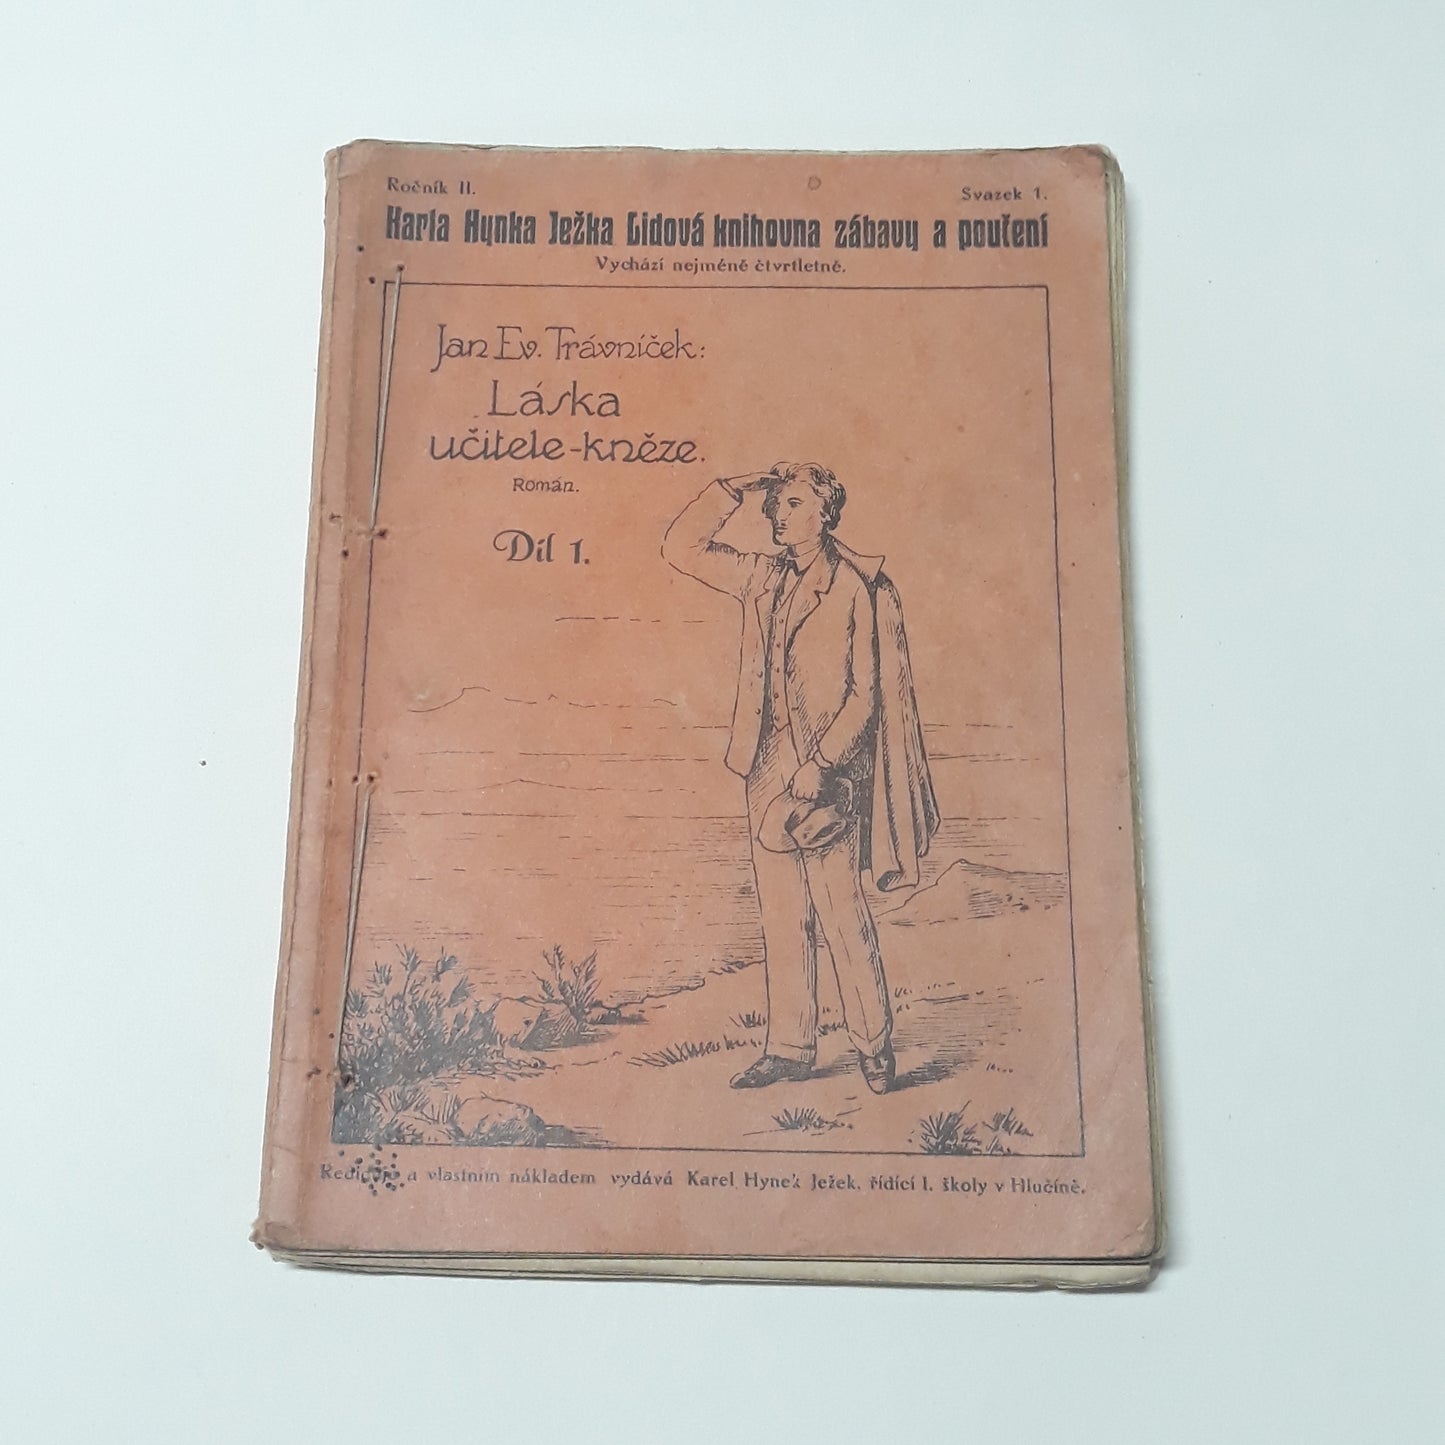 Ročník II.
Svazek 1.
Karla Hynka Ježka Lidová knihovna zábavy a poučení
Vychází nejméně čtvrtletně.
Jan Ev. Trávníček:
Láska
učitele-kněze.
Román.
Díl 1.
Rediguje a vlastním nákladem vydává Karel Hynek Ježek, řídící I. školy v Hlučíně.